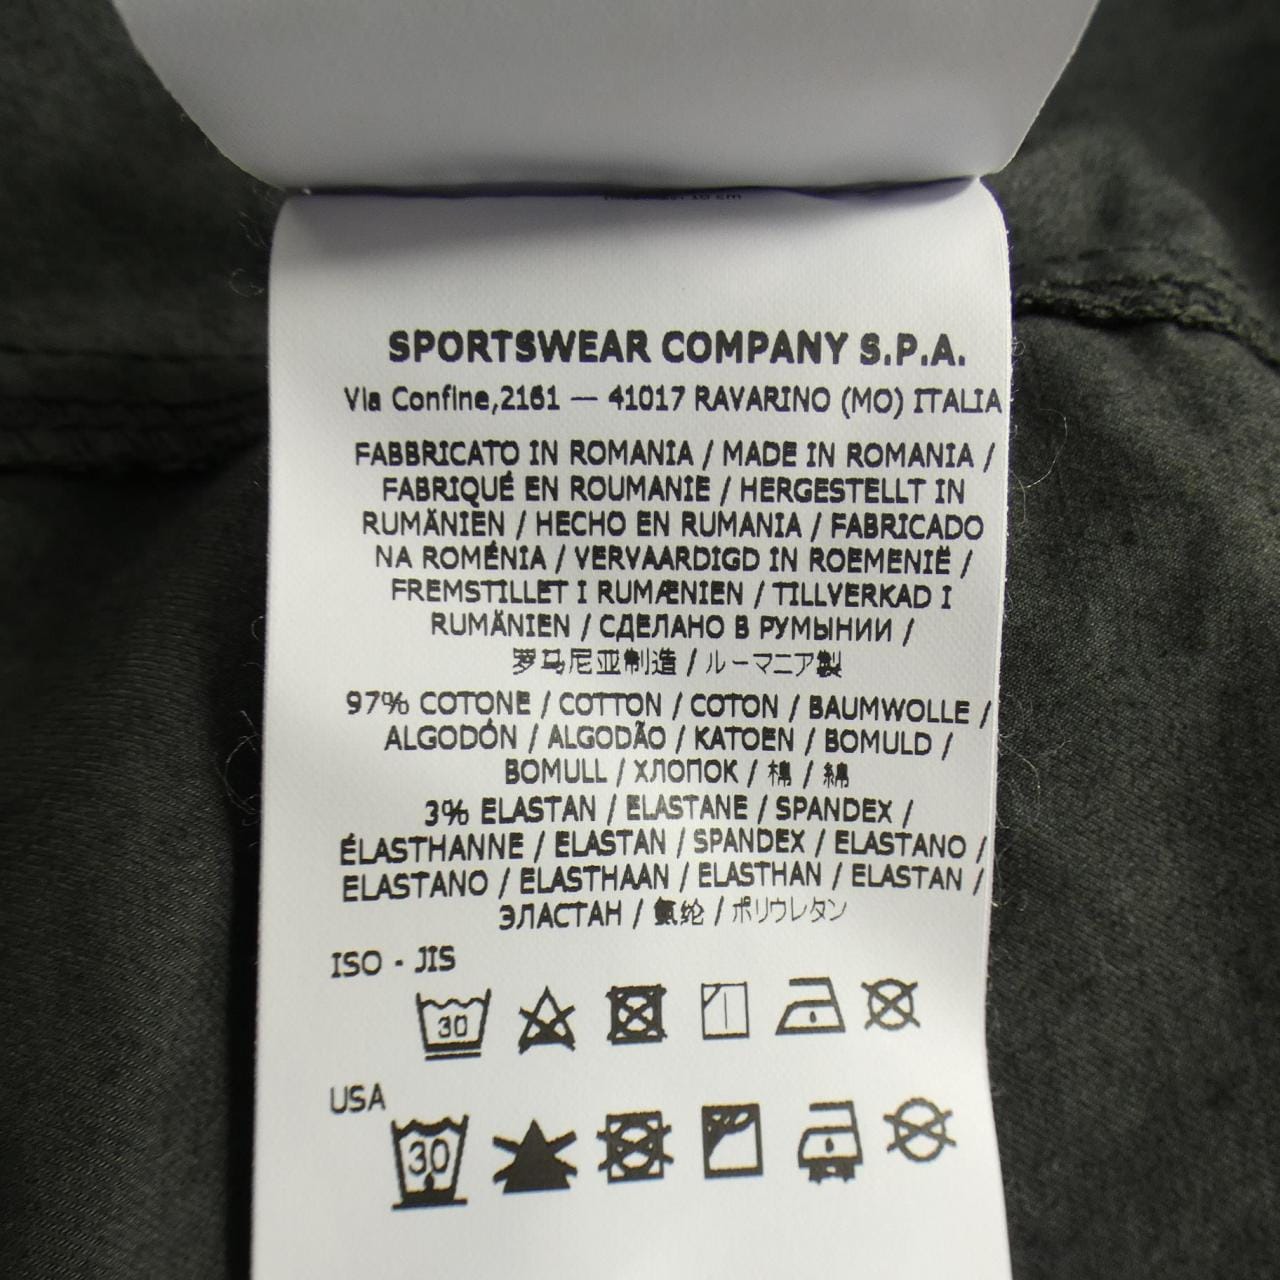 SPORTSWEAR COMPANY S.P.A.
Via Confine,2161 — 41017 RAVARINO (MO) ITALIA
FABBRICATO IN ROMANIA / MADE IN ROMANIA /
FABRIQUÉ EN ROUMANIE / HERGESTELLT IN
RUMÄNIEN / HECHO EN RUMANIA / FABRICADO
NA ROMÉNIA / VERVAARDIGD IN ROEMENIË /
FREMSTILLET I RUMÆNIEN / TILLVERKAD I
RUMÄNIEN / СДЕЛАНО В РУМЫНИИ /
罗马尼亚制造 / ルーマニア製
97% COTONE / COTTON / COTON / BAUMWOLLE /
ALGODÓN / ALGODÃO / KATOEN / BOMULD /
BOMULL / ХЛОПОК / 棉 / 綿
3% ELASTAN / ELASTANE / SPANDEX /
ÉLASTHANNE / ELASTAN / SPANDEX / ELASTANO /
ELASTANO / ELASTHAAN / ELASTHAN / ELASTAN /
ЭЛАСТАН / 氨纶 / ポリウレタン
ISO - JIS
30
USA
30